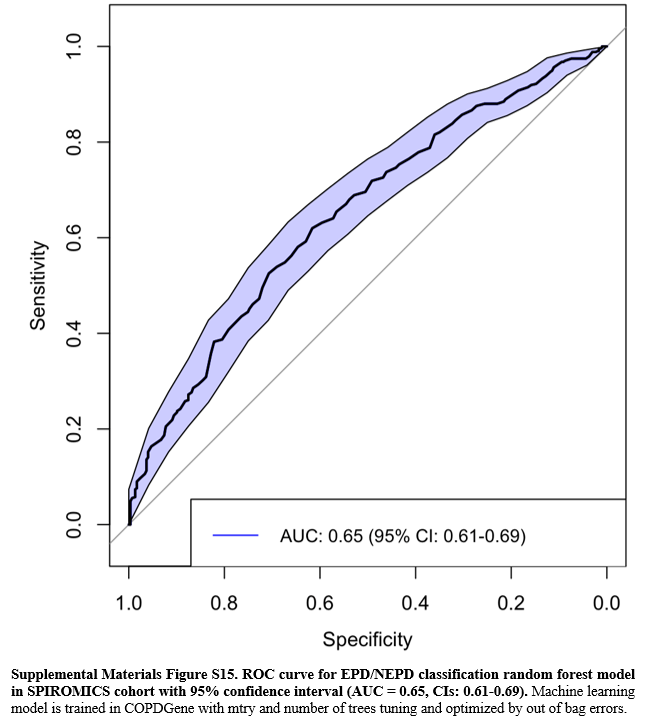 1.0
0.8
0.6
0.4
0.2
0.0
Sensitivity
AUC: 0.65 (95% CI: 0.61-0.69)
1.0 0.8 0.6 0.4 0.2 0.0
Specificity
Supplemental Materials Figure S15. ROC curve for EPD/NEPD classification random forest model
in SPIROMICS cohort with 95% confidence interval (AUC = 0.65, CIs: 0.61-0.69). Machine learning
model is trained in COPDGene with mtry and number of trees tuning and optimized by out of bag errors.